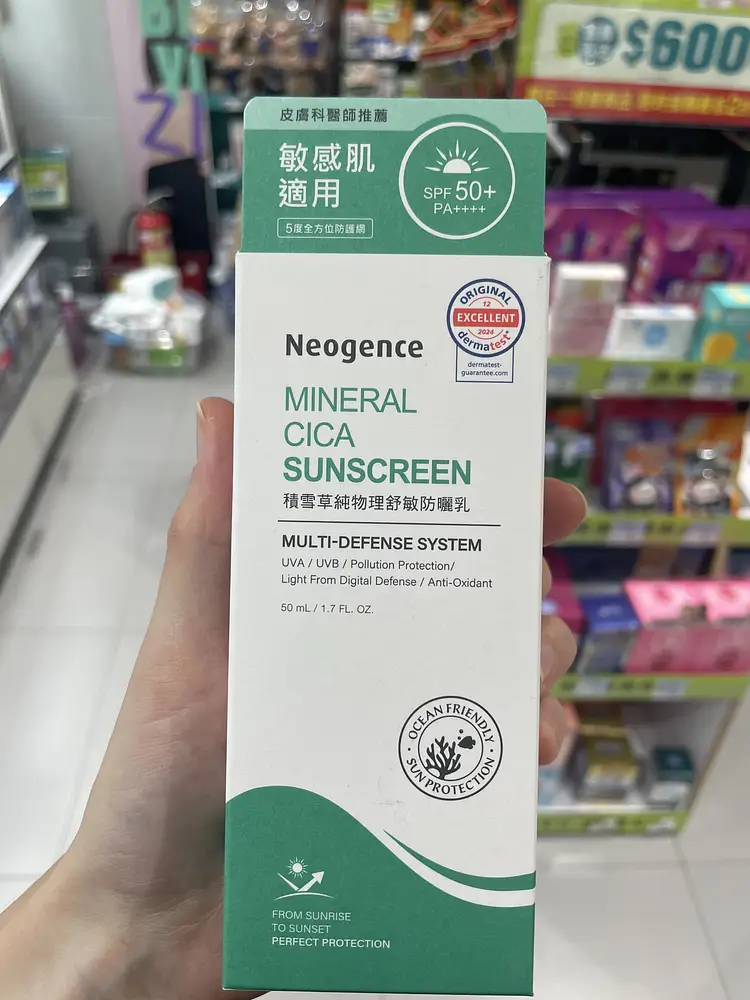 $600
皮膚科醫師推薦
敏感肌
適用
5度全方位防護網
SPF 50+
PA++++
ORIGINAL
12
EXCELLENT
2024
dermatest
dermatest-
guarantee.com
Neogence
MINERAL
CICA
SUNSCREEN
積雪草純物理舒敏防曬乳
MULTI-DEFENSE SYSTEM
UVA / UVB / Pollution Protection/
Light From Digital Defense / Anti-Oxidant
50 mL / 1.7 FL. OZ.
OCEAN FRIENDLY
SUN PROTECTION
FROM SUNRISE
TO SUNSET
PERFECT PROTECTION